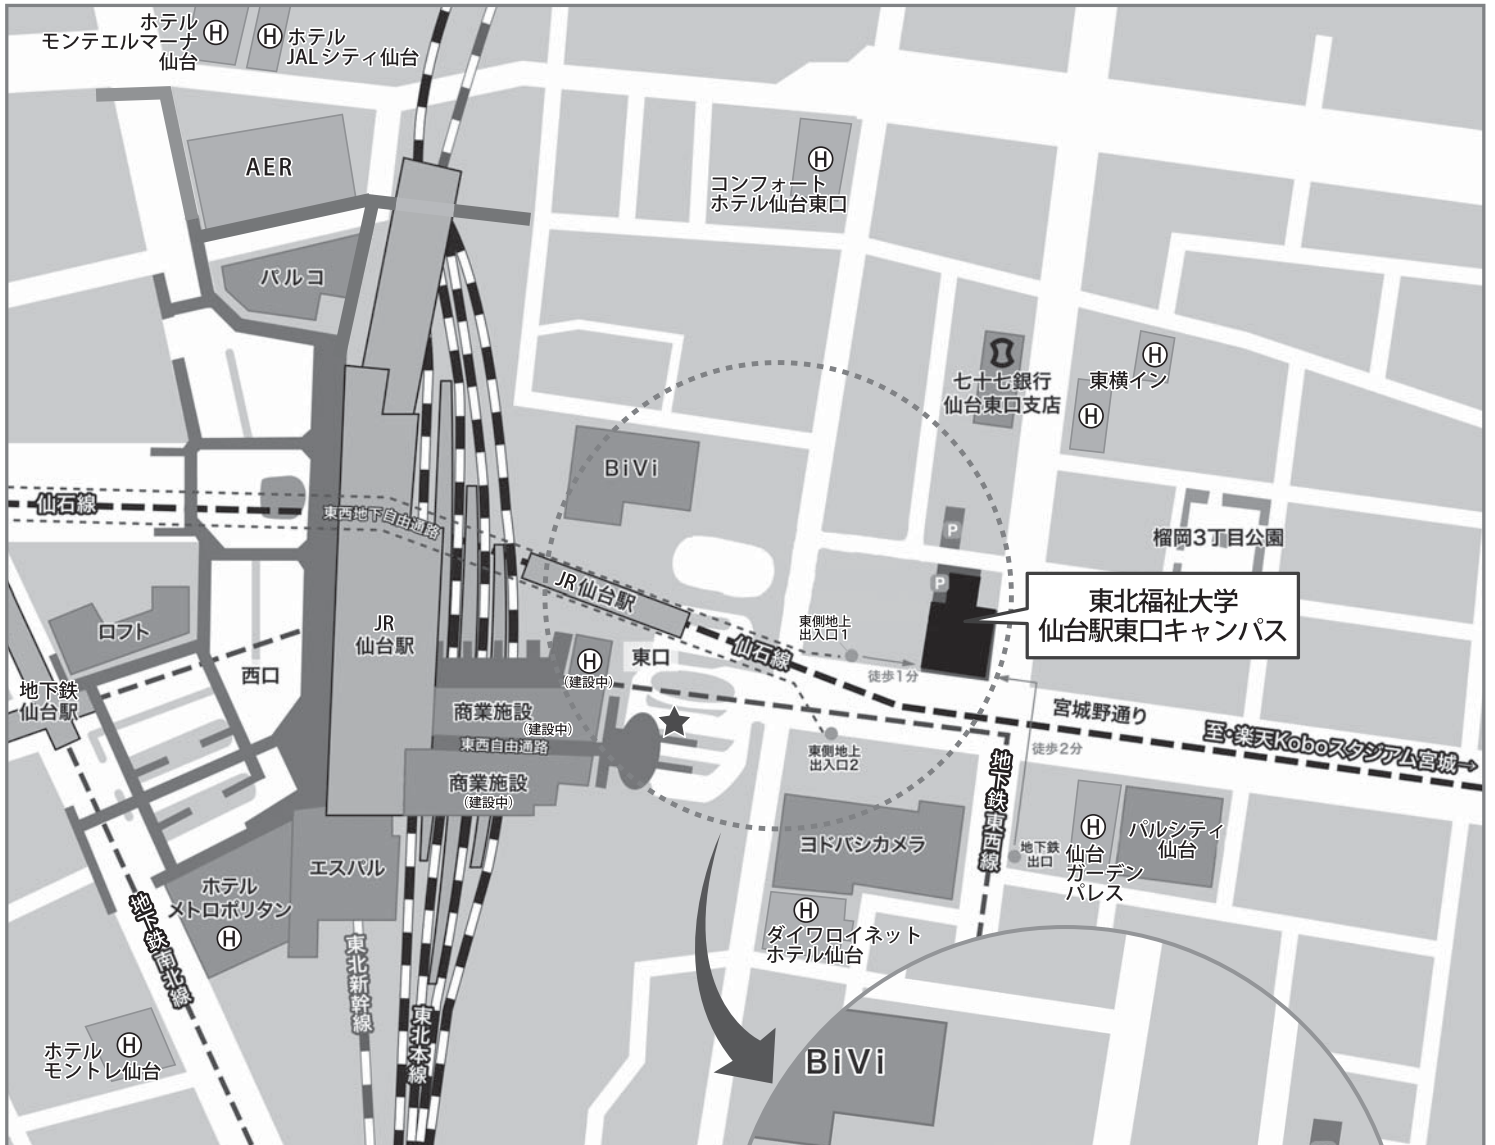 ホテル
モンテエルマーナ
仙台
H
H
ホテル
JALシティ仙台
AER
H
コンフォート
ホテル仙台東口
パルコ
七十七銀行
仙台東口支店
H
東横イン
H
BiVi
仙石線
東西地下自由通路
P
榴岡3丁目公園
P
JR仙台駅
東北福祉大学
仙台駅東口キャンパス
ロフト
JR
仙台駅
東側地上
出入口1
仙石線
H
(建設中)
東口
徒歩1分
西口
地下鉄
仙台駅
商業施設
(建設中)
宮城野通り
至・楽天Koboスタジアム宮城→
東西自由通路
東側地上
出入口2
徒歩2分
商業施設
(建設中)
地下鉄東西線
ヨドバシカメラ
地下鉄
出口
H
仙台
ガーデン
パレス
パルシティ
仙台
エスパル
ホテル
メトロポリタン
H
地下鉄南北線
H
ダイワロイネット
ホテル仙台
東北新幹線
東北本線
ホテル
モントレ仙台
H
BiVi